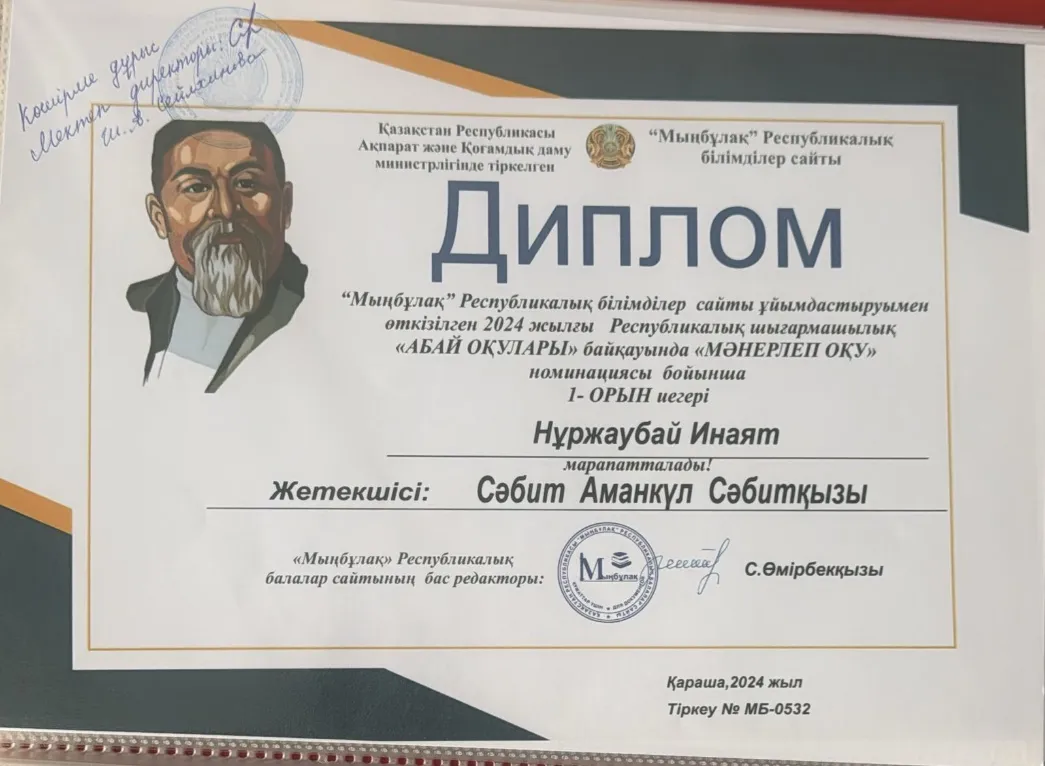 Көшірме дұрыс
Мектеп директоры:
Ш.А. Сейлханова
Қазақстан Республикасы
Ақпарат және Қоғамдық даму
министрлігінде тіркелген
“Мыңбұлақ” Республикалық
білімділер сайты
Диплом
“Мыңбұлақ” Республикалық білімділер сайты ұйымдастыруымен
өткізілген 2024 жылғы Республикалық шығармашылық
«АБАЙ ОҚУЛАРЫ» байқауында «МӘНЕРЛЕП ОҚУ»
номинациясы бойынша
1- ОРЫН иегері
Нұржаубай Инаят
марапатталады!
Жетекшісі: Сәбит Аманкүл Сәбитқызы
«Мыңбұлақ» Республикалық
балалар сайтының бас редакторы:
Мыңбұлақ
С.Өмірбекқызы
Қараша,2024 жыл
Тіркеу № МБ-0532